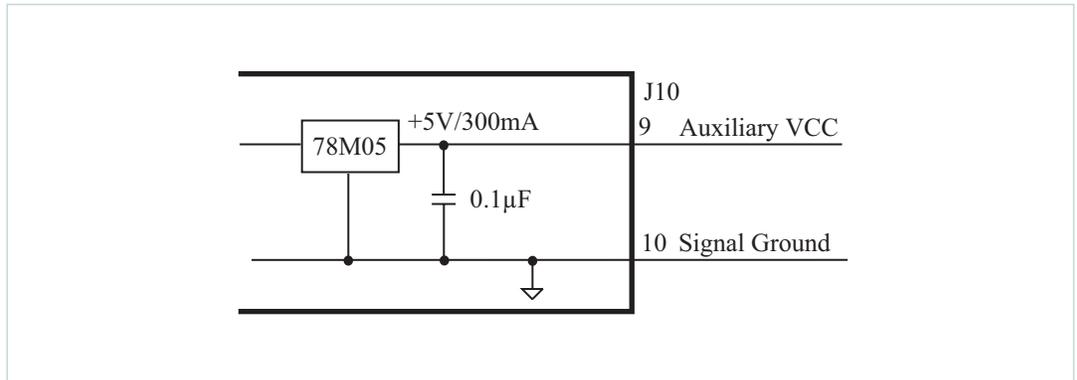 J10
+5V/300mA
9 Auxiliary VCC
78M05
0.1µF
10 Signal Ground